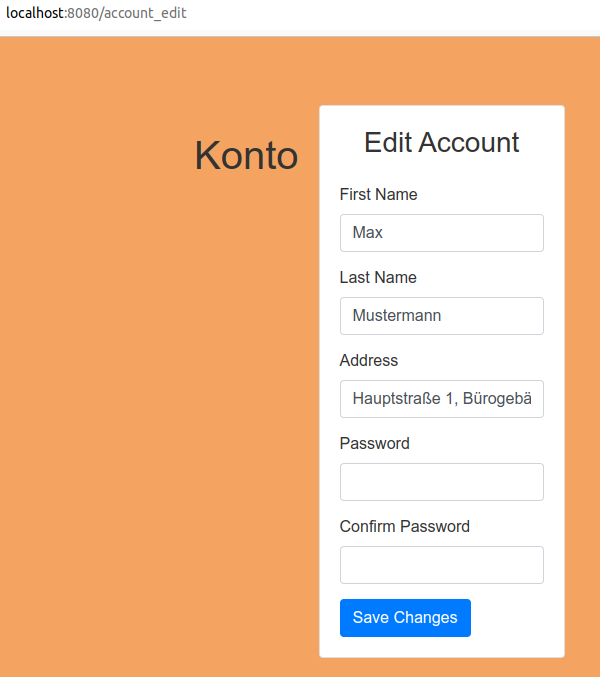 localhost:8080/account_edit
Konto
Edit Account
First Name
Max
Last Name
Mustermann
Address
Hauptstraße 1, Bürogebä
Password
Confirm Password
Save Changes